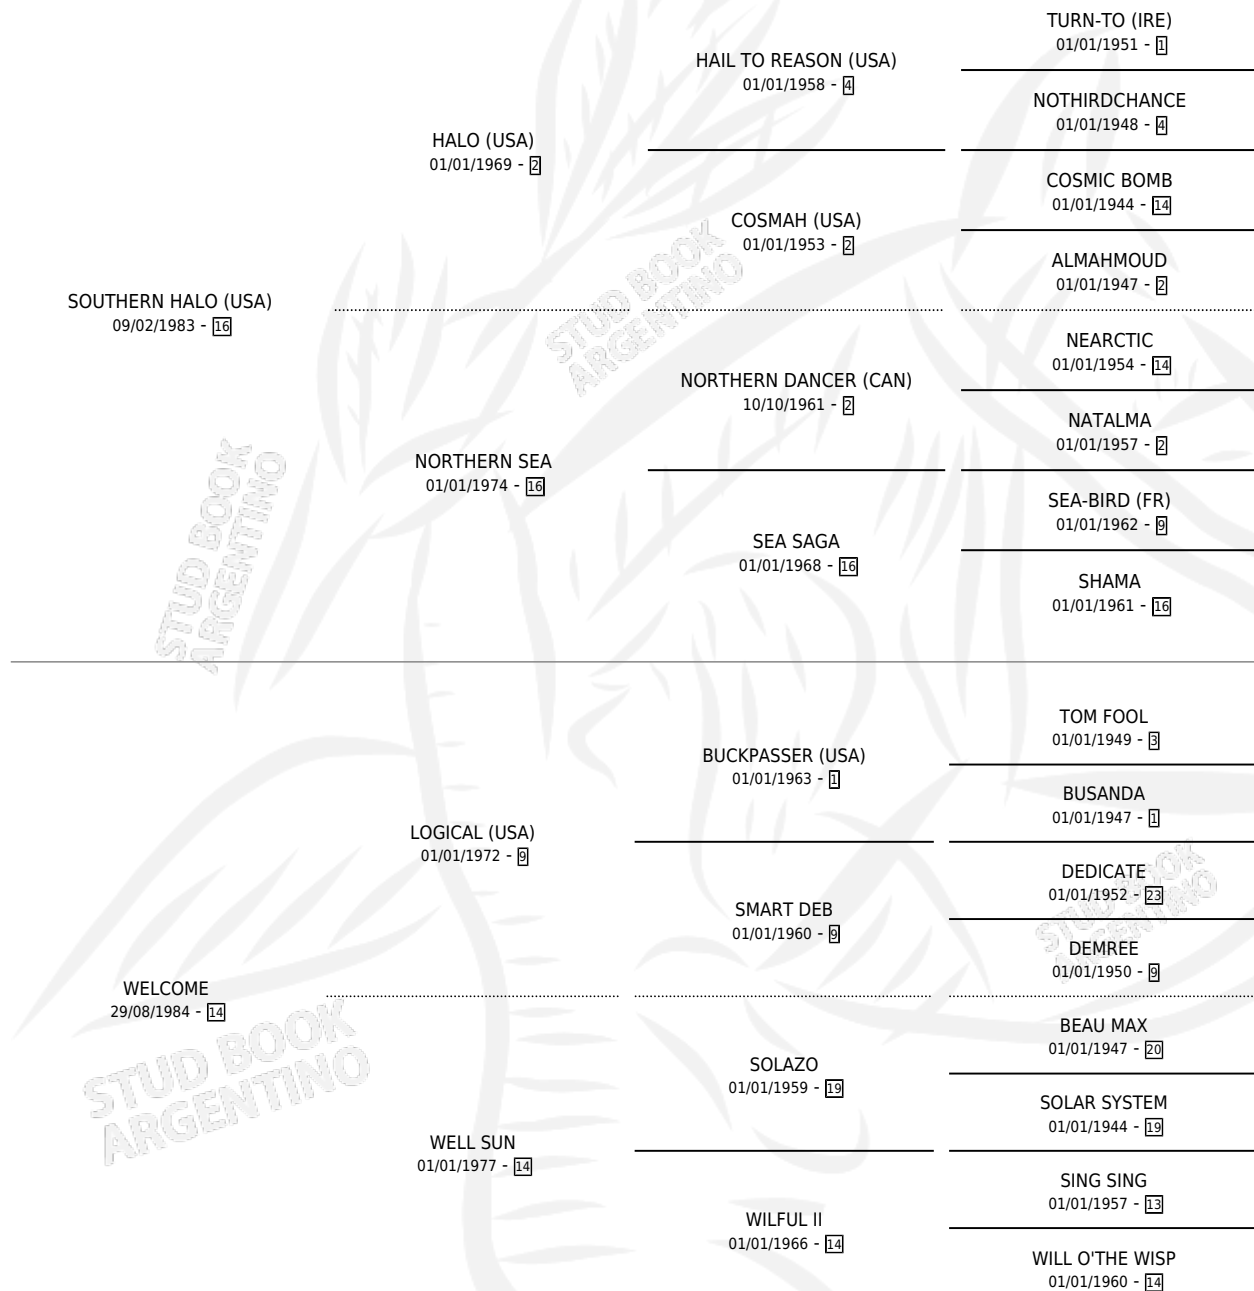 TURN-TO (IRE)
01/01/1951 - 1
HAIL TO REASON (USA)
01/01/1958 - 4
NOTHIRDCHANCE
01/01/1948 - 4
HALO (USA)
01/01/1969 - 2
COSMIC BOMB
01/01/1944 - 14
COSMAH (USA)
01/01/1953 - 2
ALMAHMOUD
01/01/1947 - 2
SOUTHERN HALO (USA)
09/02/1983 - 16
NEARCTIC
01/01/1954 - 14
NORTHERN DANCER (CAN)
10/10/1961 - 2
NATALMA
01/01/1957 - 2
NORTHERN SEA
01/01/1974 - 16
SEA-BIRD (FR)
01/01/1962 - 9
SEA SAGA
01/01/1968 - 16
SHAMA
01/01/1961 - 16
TOM FOOL
01/01/1949 - 3
BUCKPASSER (USA)
01/01/1963 - 1
BUSANDA
01/01/1947 - 1
LOGICAL (USA)
01/01/1972 - 9
DEDICATE
01/01/1952 - 23
SMART DEB
01/01/1960 - 9
DEMREE
01/01/1950 - 9
WELCOME
29/08/1984 - 14
BEAU MAX
01/01/1947 - 20
SOLAZO
01/01/1959 - 19
SOLAR SYSTEM
01/01/1944 - 19
WELL SUN
01/01/1977 - 14
SING SING
01/01/1957 - 13
WILFUL II
01/01/1966 - 14
WILL O'THE WISP
01/01/1960 - 14
STUD BOOK
ARGENTINO
STUD BOOK
ARGENTINO
STUD BOOK
ARGENTINO
STUD BOOK
ARGENTINO